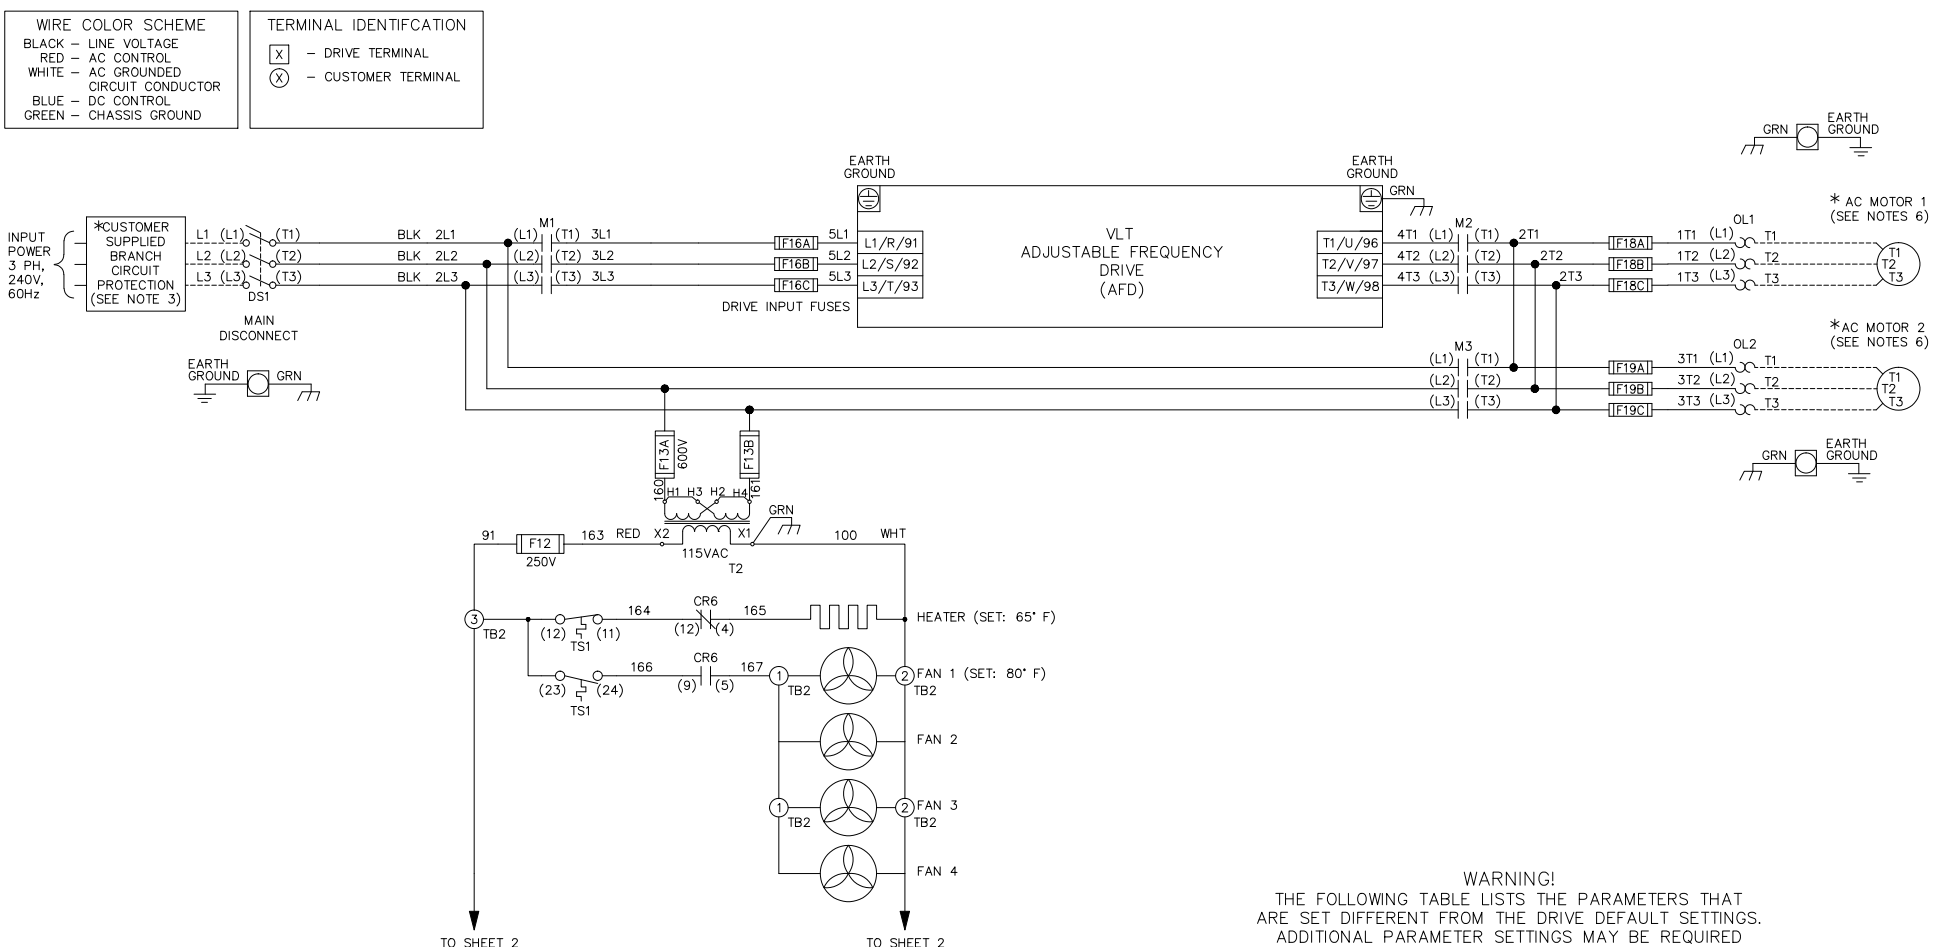 WIRE COLOR SCHEME
BLACK – LINE VOLTAGE
RED – AC CONTROL
WHITE – AC GROUNDED
CIRCUIT CONDUCTOR
BLUE – DC CONTROL
GREEN – CHASSIS GROUND
TERMINAL IDENTIFCATION
X – DRIVE TERMINAL
X – CUSTOMER TERMINAL
INPUT
POWER
3 PH,
240V,
60Hz
*CUSTOMER
SUPPLIED
BRANCH
CIRCUIT
PROTECTION
(SEE NOTE 3)
L1 (L1) (T1) BLK 2L1 (L1) M1 (T1) 3L1 F16A 5L1 L1/R/91
L2 (L2) (T2) BLK 2L2 (L2) (T2) 3L2 F16B 5L2 L2/S/92
L3 (L3) (T3) BLK 2L3 (L3) (T3) 3L3 F16C 5L3 L3/T/93
DS1
MAIN
DISCONNECT
DRIVE INPUT FUSES
EARTH
GROUND
GRN
EARTH
GROUND
VLT
ADJUSTABLE FREQUENCY
DRIVE
(AFD)
EARTH
GROUND
GRN
T1/U/96 4T1 (L1) M2 (T1) 2T1 F18A 1T1 (L1) OL1 T1
T2/V/97 4T2 (L2) (T2) 2T2 F18B 1T2 (L2) T2
T3/W/98 4T3 (L3) (T3) 2T3 F18C 1T3 (L3) T3
T1
T2
T3
GRN
EARTH
GROUND
* AC MOTOR 1
(SEE NOTES 6)
*AC MOTOR 2
(SEE NOTES 6)
(L1) M3 (T1) F19A 3T1 (L1) OL2 T1
(L2) (T2) F19B 3T2 (L2) T2
(L3) (T3) F19C 3T3 (L3) T3
T1
T2
T3
GRN
EARTH
GROUND
F13A
600V
F13B
160
161
H1 H3 H2 H4
GRN
91 F12 163 RED X2 X1 100 WHT
250V
115VAC
T2
3
TB2
(12) (11) 164 CR6 (12) (4) 165 HEATER (SET: 65° F)
TS1
(23) (24) 166 CR6 (9) (5) 167 1 2 FAN 1 (SET: 80° F)
TS1
TB2 TB2
FAN 2
1 2 FAN 3
TB2 TB2
FAN 4
TO SHEET 2
TO SHEET 2
WARNING!
THE FOLLOWING TABLE LISTS THE PARAMETERS THAT
ARE SET DIFFERENT FROM THE DRIVE DEFAULT SETTINGS.
ADDITIONAL PARAMETER SETTINGS MAY BE REQUIRED